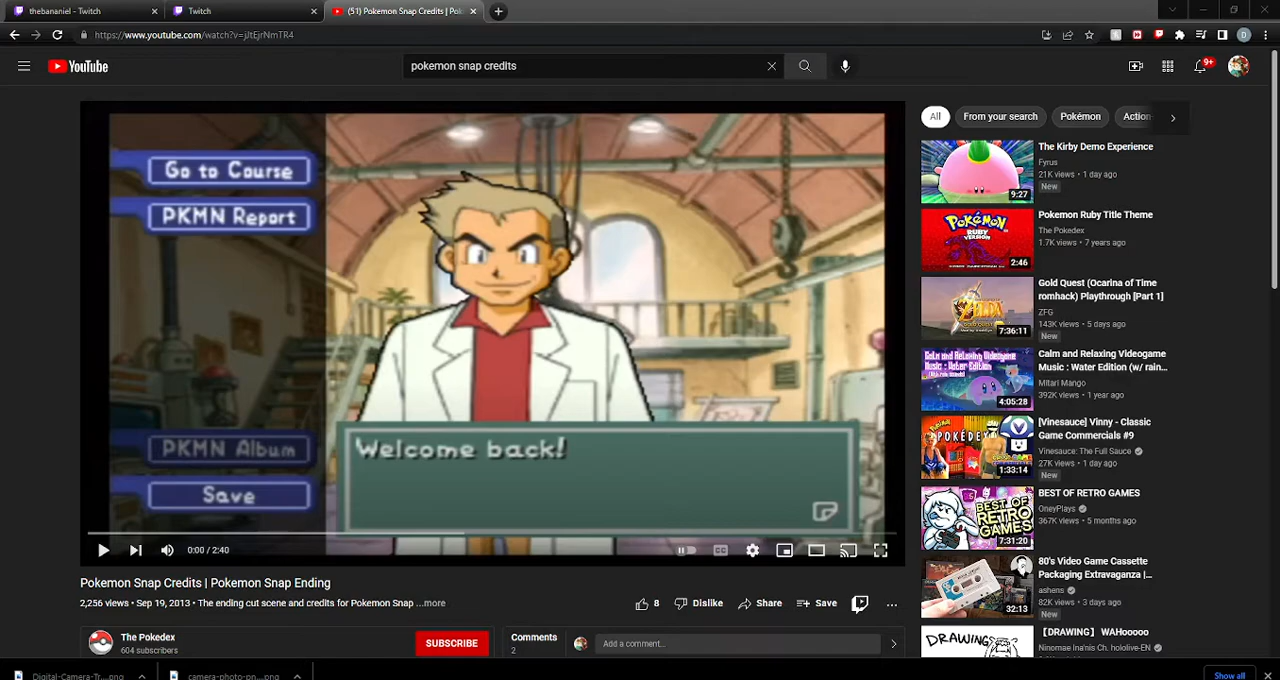 thebananiel - Twitch
Twitch
(51) Pokemon Snap Credits | Pok
https://www.youtube.com/watch?v=jJtEjrNmTR4
YouTube
pokemon snap credits
9+
Go to Course
PKMN Report
PKMN Album
Save
Welcome back!
0:00 / 2:40
Pokemon Snap Credits | Pokemon Snap Ending
2,256 views • Sep 19, 2013 • The ending cut scene and credits for Pokemon Snap ...more
8
Dislike
Share
Save
The Pokedex
604 subscribers
SUBSCRIBE
Comments
2
Add a comment...
All
From your search
Pokémon
Action
The Kirby Demo Experience
Fyrus
21K views • 1 day ago
New
9:27
Pokemon Ruby Title Theme
The Pokedex
1.7K views • 7 years ago
2:46
Gold Quest (Ocarina of Time
romhack) Playthrough [Part 1]
ZFG
143K views • 5 days ago
New
7:36:11
Calm and Relaxing Videogame
Music : Water Edition (w/ rain...
Mitari Mango
392K views • 1 year ago
4:05:28
[Vinesauce] Vinny - Classic
Game Commercials #9
Vinesauce: The Full Sauce
27K views • 1 day ago
New
1:33:14
BEST OF RETRO GAMES
OneyPlays
367K views • 5 months ago
BEST OF
RETRO
GAMES
7:31:20
80's Video Game Cassette
Packaging Extravaganza |...
ashens
82K views • 3 days ago
32:13
【DRAWING】 WAHooooo
Ninomae Ina'nis Ch. hololive-EN
DRAWING
Digital-Camera-Tr....png
camera-photo-pn....png
Show all